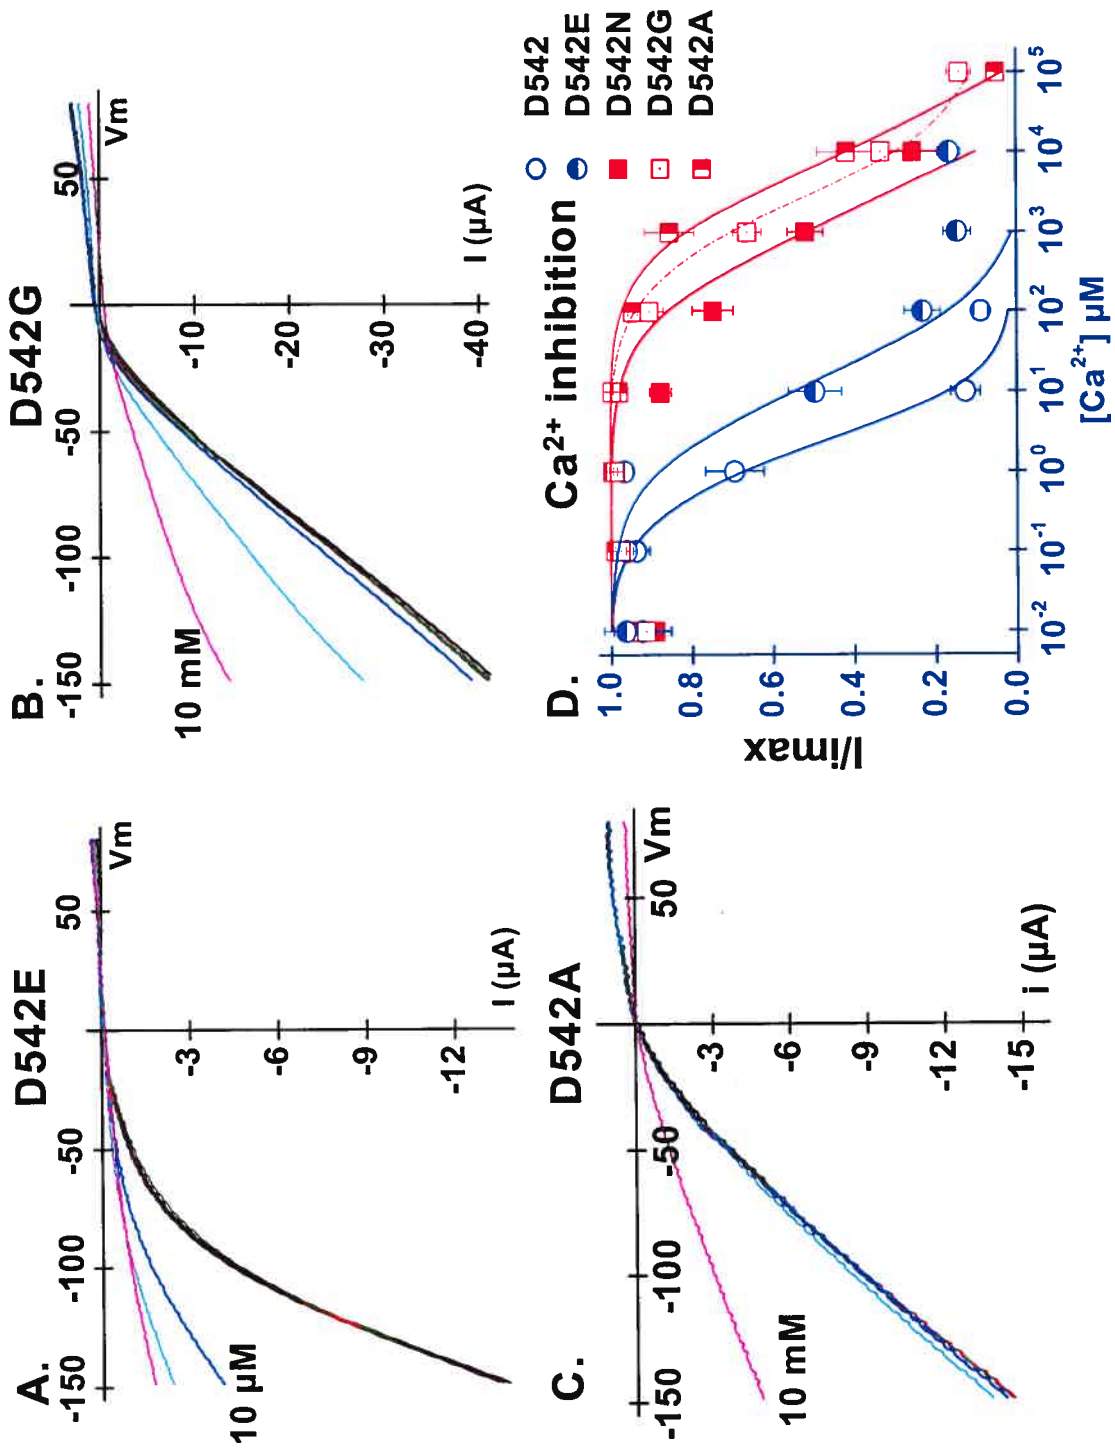 A.
D542E
-150
-100
-50
50
Vm
-3
-6
-9
-12
I (µA)
10 µM
B.
D542G
-150
-100
-50
50
Vm
-10
-20
-30
-40
I (µA)
10 mM
C.
D542A
-150
-100
-50
50 Vm
-3
-6
-9
-12
-15
i (µA)
10 mM
D.
Ca2+ inhibition
D542
D542E
D542N
D542G
D542A
I/imax
1.0
0.8
0.6
0.4
0.2
0.0
10-2 10-1 100 101 102 103 104 105
[Ca2+] µM